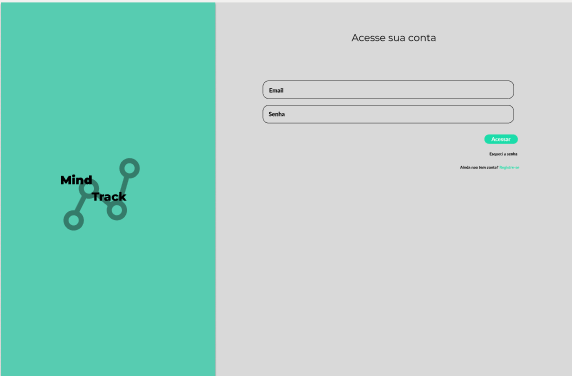 Mind
Track
Acesse sua conta
Email
Senha
Acessar
Esqueci a senha
Ainda nao tem conta? Registre-se